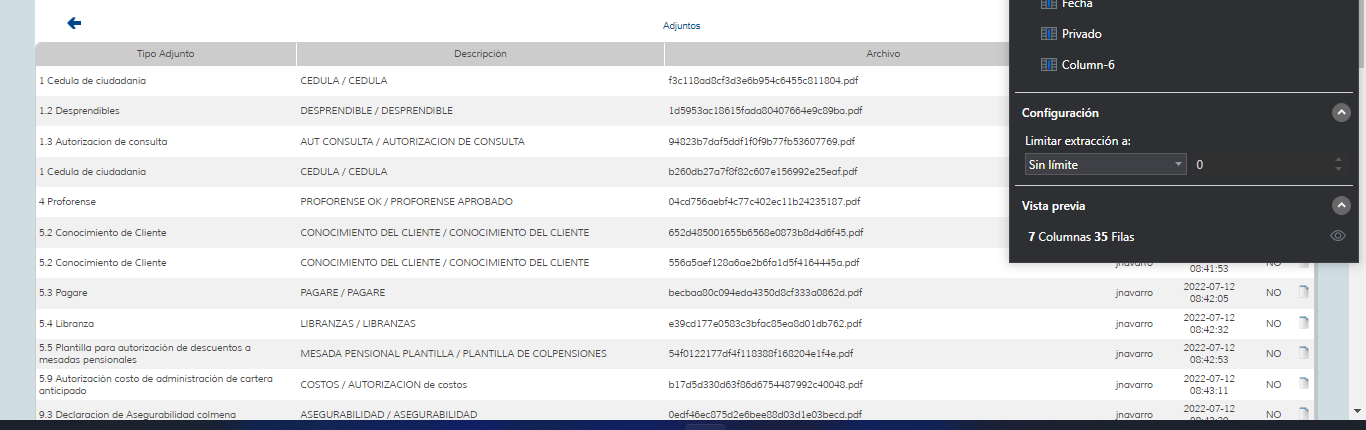 Adjuntos
Tipo Adjunto Descripción Archivo
1 Cedula de ciudadania CEDULA / CEDULA f3c118ad8cf3d3e6b954c6455c811804.pdf
1.2 Desprendibles DESPRENDIBLE / DESPRENDIBLE 1d5953ac18615fada80407664e9c89ba.pdf
1.3 Autorizacion de consulta AUT CONSULTA / AUTORIZACION DE CONSULTA 94823b7daf5ddf1f0f9b77fb53607769.pdf
1 Cedula de ciudadania CEDULA / CEDULA b260db27a7f8f82c607e156992e25eaf.pdf
4 Proforense PROFORENSE OK / PROFORENSE APROBADO 04cd756aebf4c77c402ec11b24235187.pdf
5.2 Conocimiento de Cliente CONOCIMIENTO DEL CLIENTE / CONOCIMIENTO DEL CLIENTE 652d485001655b6568e0873b8d4d6f45.pdf
5.2 Conocimiento de Cliente CONOCIMIENTO DEL CLIENTE / CONOCIMIENTO DEL CLIENTE 556a5aef128a6ae2b6fa1d5f4164445a.pdf
08:41:53
5.3 Pagare PAGARE / PAGARE becbaa80c094eda4350d8cf333a0862d.pdf jnavarro 2022-07-12 NO
08:42:05
5.4 Libranza LIBRANZAS / LIBRANZAS e39cd177e0583c3bfac85ea8d01db762.pdf jnavarro 2022-07-12 NO
08:42:32
5.5 Plantilla para autorización de descuentos a
mesadas pensionales MESADA PENSIONAL PLANTILLA / PLANTILLA DE COLPENSIONES 54f0122177df4f118388f168204e1f4e.pdf jnavarro 2022-07-12 NO
08:42:53
5.9 Autorización costo de administración de cartera
anticipado COSTOS / AUTORIZACION de costos b17d5d330d63f86d6754487992c40048.pdf jnavarro 2022-07-12 NO
08:43:11
9.3 Declaracion de Asegurabilidad colmena ASEGURABILIDAD / ASEGURABILIDAD 0edf46ec875d2e6bee88d03d1e03becd.pdf jnavarro 2022-07-12 NO
Fecha
Privado
Column-6
Configuración
Limitar extracción a:
Sin límite 0
Vista previa
7 Columnas 35 Filas